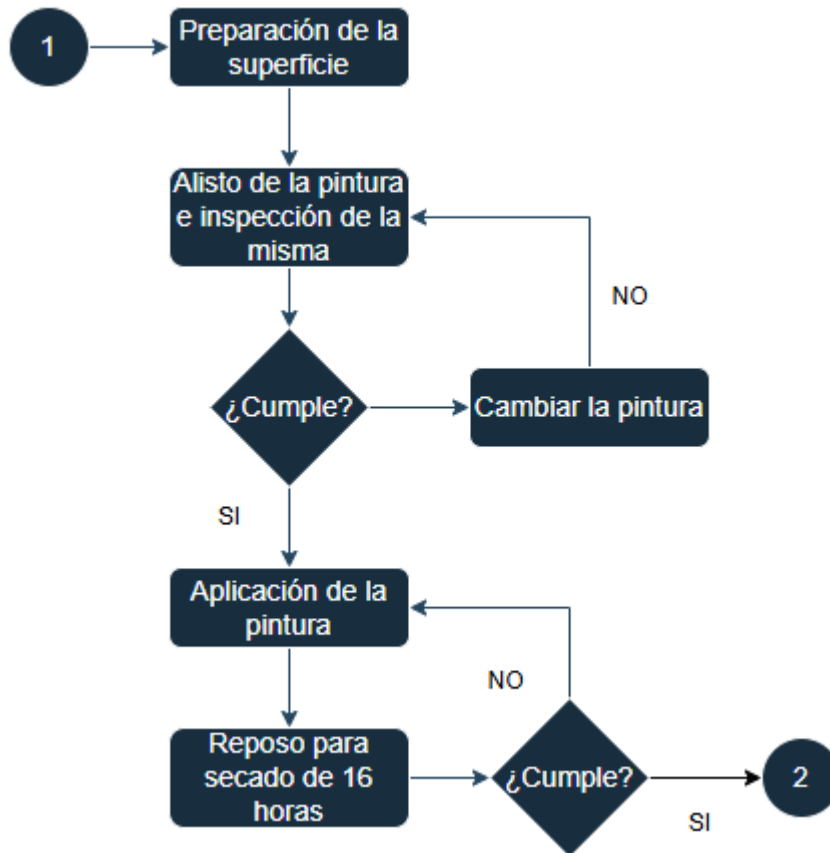 1
Preparación de la
superficie
Alisto de la pintura
e inspección de la
misma
NO
¿Cumple?
Cambiar la pintura
SI
Aplicación de la
pintura
NO
Reposo para
secado de 16
horas
¿Cumple?
2
SI